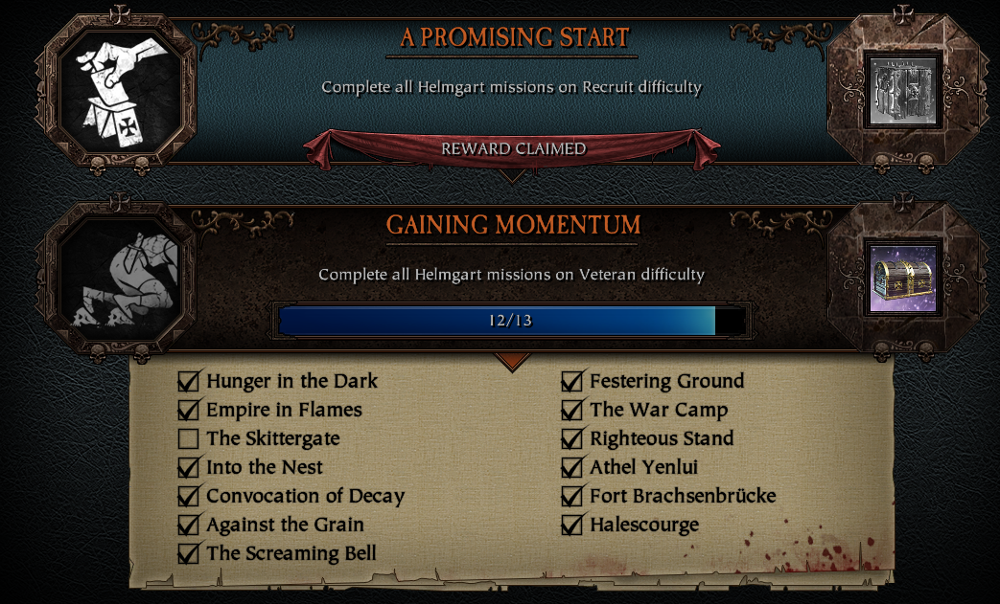 A PROMISING START
Complete all Helmgart missions on Recruit difficulty
REWARD CLAIMED
GAINING MOMENTUM
Complete all Helmgart missions on Veteran difficulty
12/13
Hunger in the Dark
Empire in Flames
The Skittergate
Into the Nest
Convocation of Decay
Against the Grain
The Screaming Bell
Festering Ground
The War Camp
Righteous Stand
Athel Yenlui
Fort Brachsenbrücke
Halescourge